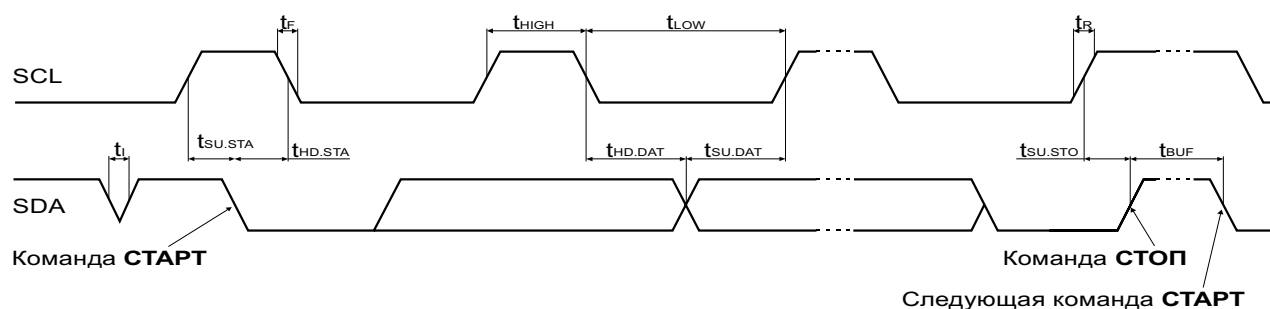 tF tHIGH tLOW tR
SCL
tSU.STA tHD.STA tHD.DAT tSU.DAT tSU.STO tBUF
tI
SDA
Команда СТАРТ
Команда СТОП
Следующая команда СТАРТ